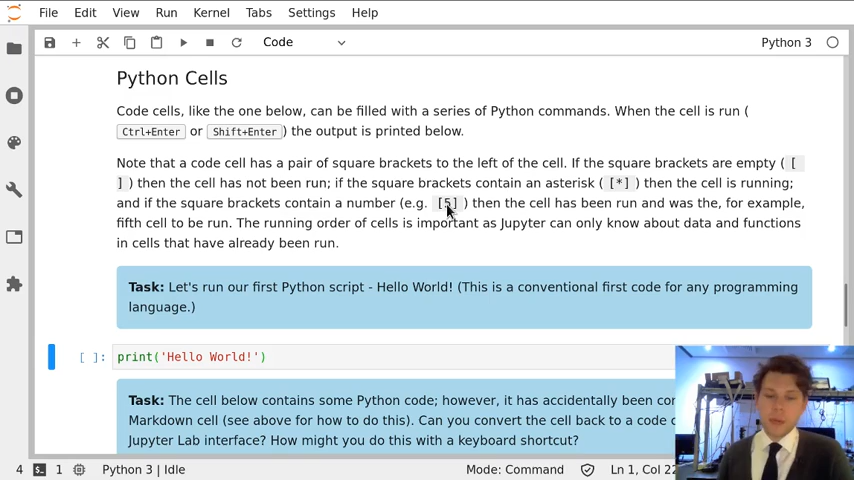 File Edit View Run Kernel Tabs Settings Help
Code Python 3
Python Cells
Code cells, like the one below, can be filled with a series of Python commands. When the cell is run (
Ctrl+Enter or Shift+Enter ) the output is printed below.
Note that a code cell has a pair of square brackets to the left of the cell. If the square brackets are empty ( [
] ) then the cell has not been run; if the square brackets contain an asterisk ( [*] ) then the cell is running;
and if the square brackets contain a number (e.g. [5] ) then the cell has been run and was the, for example,
fifth cell to be run. The running order of cells is important as Jupyter can only know about data and functions
in cells that have already been run.
Task: Let's run our first Python script - Hello World! (This is a conventional first code for any programming
language.)
[ ]: print('Hello World!')
Task: The cell below contains some Python code; however, it has accidentally been
Markdown cell (see above for how to do this). Can you convert the cell back to a code
Jupyter Lab interface? How might you do this with a keyboard shortcut?
4 1 Python 3 | Idle Mode: Command Ln 1, Col